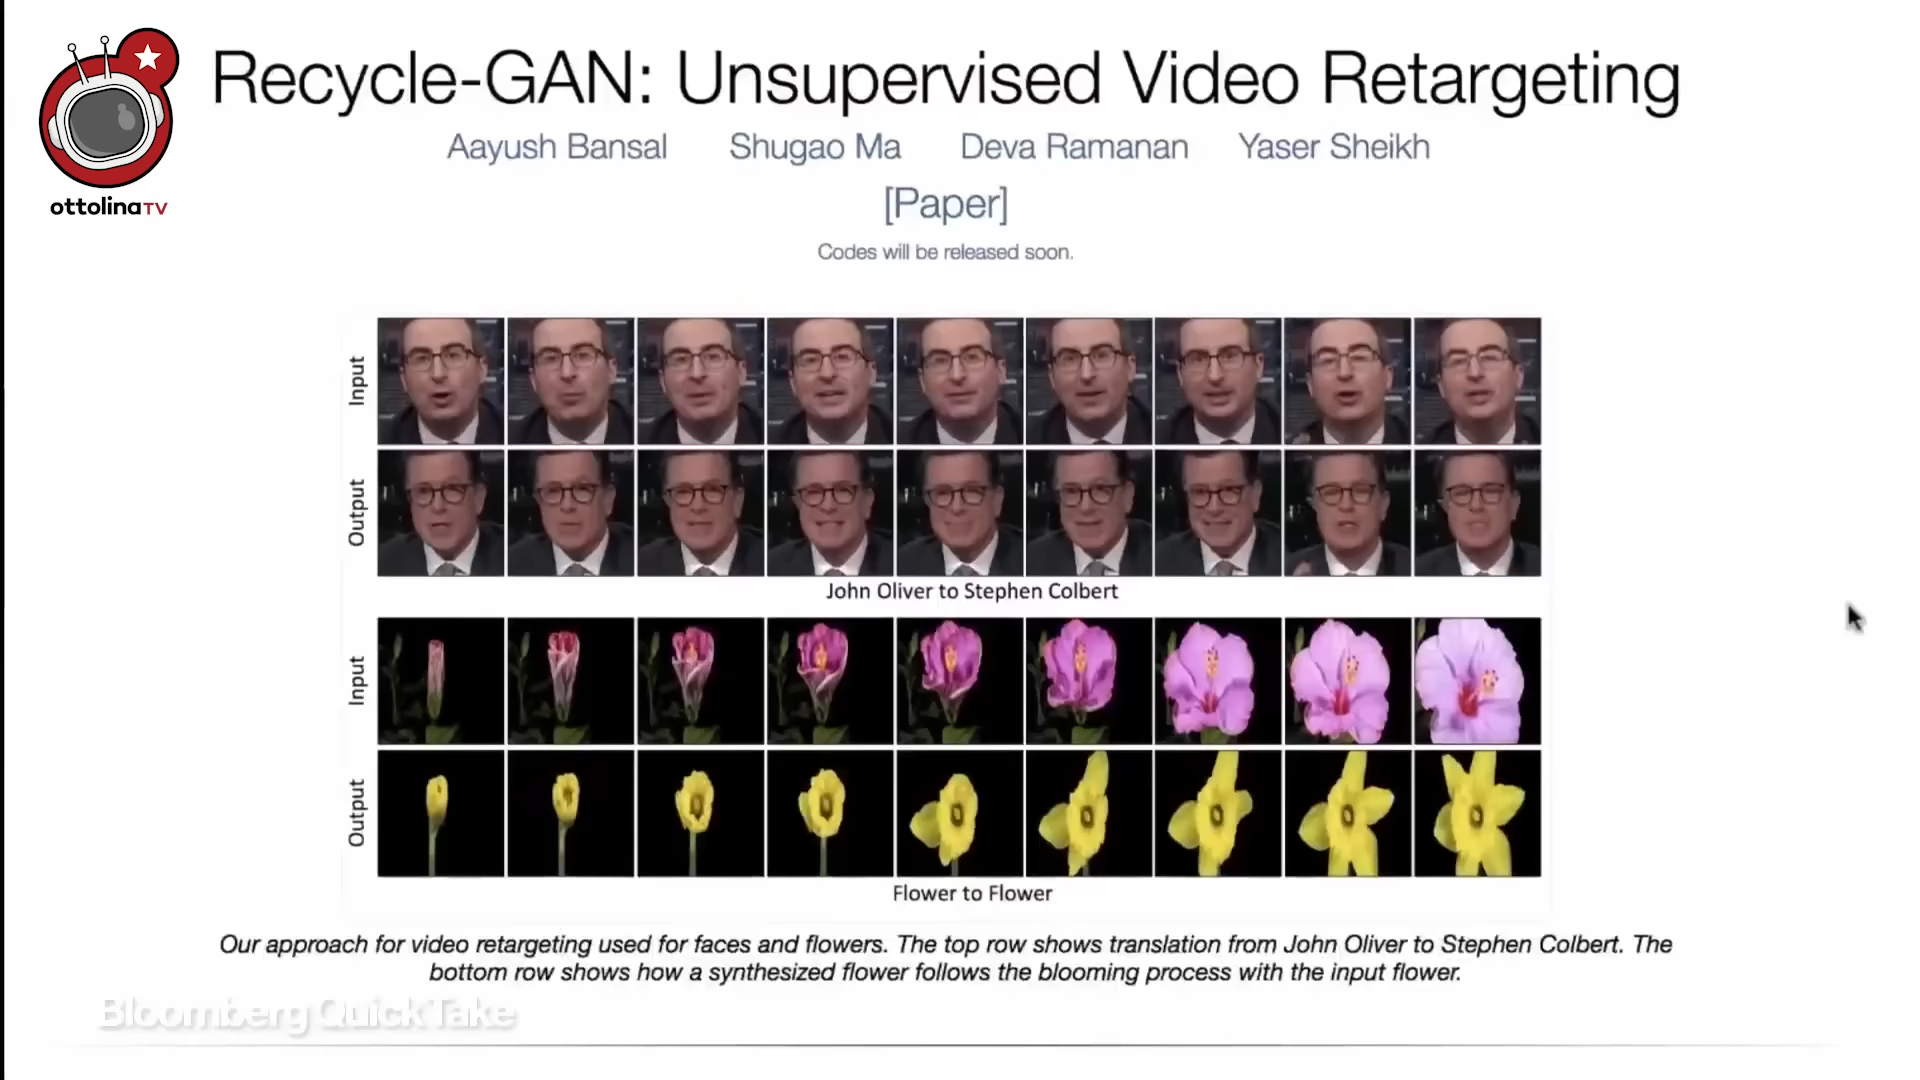 Recycle-GAN: Unsupervised Video Retargeting
Aayush Bansal Shugao Ma Deva Ramanan Yaser Sheikh
[Paper]
Codes will be released soon.
ottolinaTV
Input
Output
John Oliver to Stephen Colbert
Input
Output
Flower to Flower
Our approach for video retargeting used for faces and flowers. The top row shows translation from John Oliver to Stephen Colbert. The
bottom row shows how a synthesized flower follows the blooming process with the input flower.
Bloomberg QuickTake